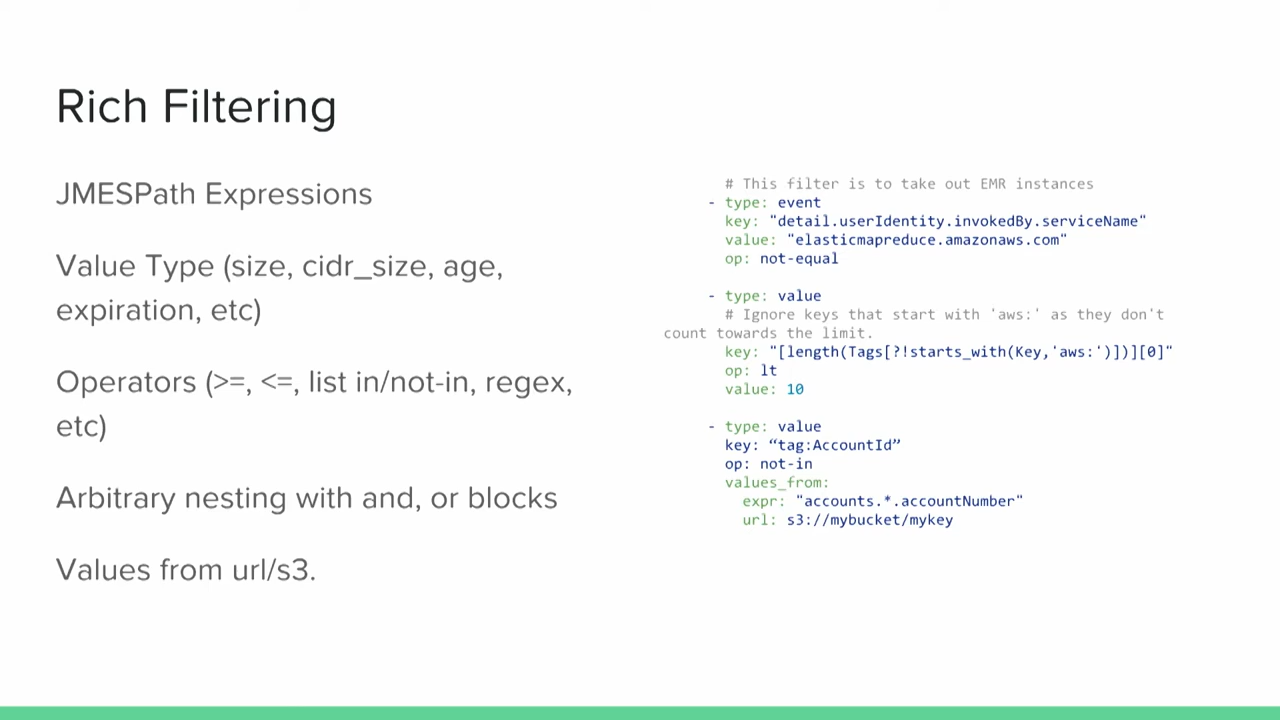 Rich Filtering
JMESPath Expressions
Value Type (size, cidr_size, age,
expiration, etc)
Operators (>=, <=, list in/not-in, regex,
etc)
Arbitrary nesting with and, or blocks
Values from url/s3.
# This filter is to take out EMR instances
- type: event
key: "detail.userIdentity.invokedBy.serviceName"
value: "elasticmapreduce.amazonaws.com"
op: not-equal
- type: value
# Ignore keys that start with 'aws:' as they don't
count towards the limit.
key: "[length(Tags[?!starts_with(Key,'aws:')])][0]"
op: lt
value: 10
- type: value
key: “tag:AccountId”
op: not-in
values_from:
expr: "accounts.*.accountNumber"
url: s3://mybucket/mykey